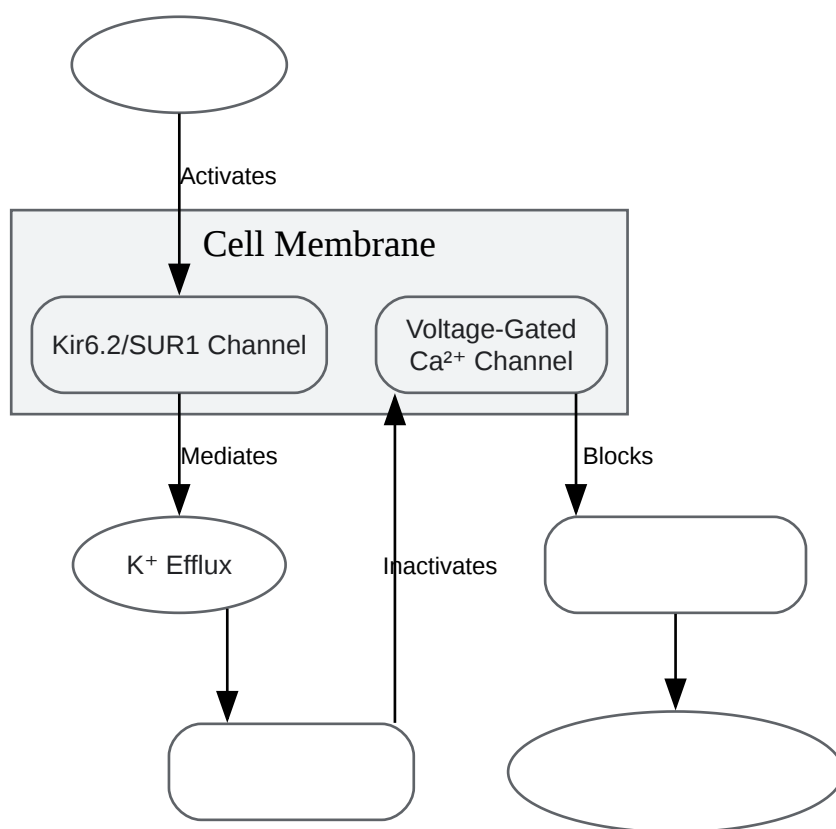 Activates
Cell Membrane
Kir6.2/SUR1 Channel
Voltage-Gated
Ca²⁺ Channel
Mediates
Blocks
K⁺ Efflux
Inactivates